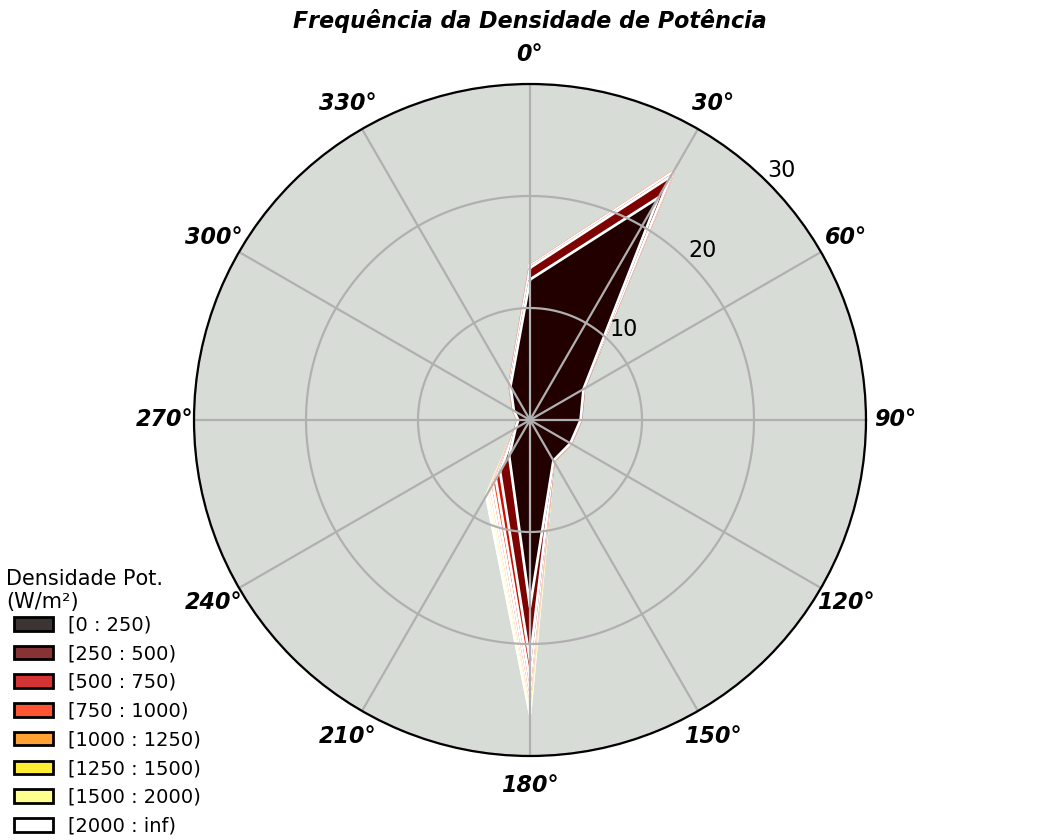 Frequência da Densidade de Potência
0°
30°
60°
90°
120°
150°
180°
210°
240°
270°
300°
330°
10
20
30
Densidade Pot.
(W/m²)
[0 : 250)
[250 : 500)
[500 : 750)
[750 : 1000)
[1000 : 1250)
[1250 : 1500)
[1500 : 2000)
[2000 : inf)